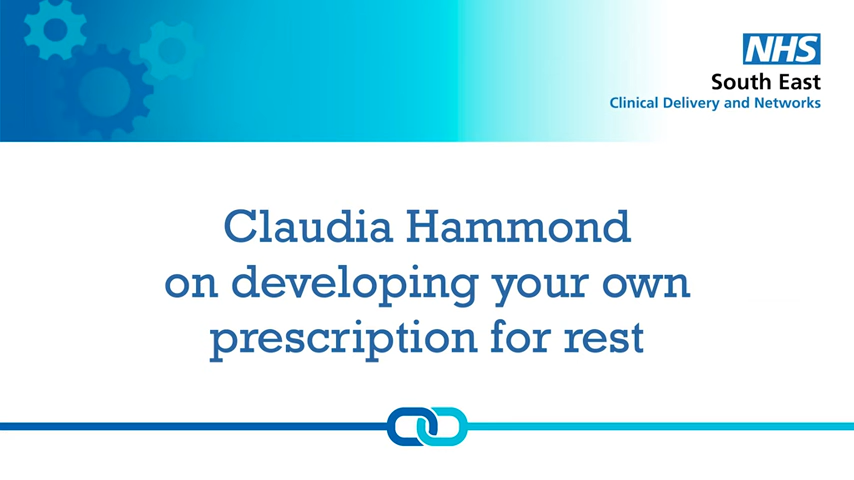 NHS
South East
Clinical Delivery and Networks
Claudia Hammond
on developing your own
prescription for rest